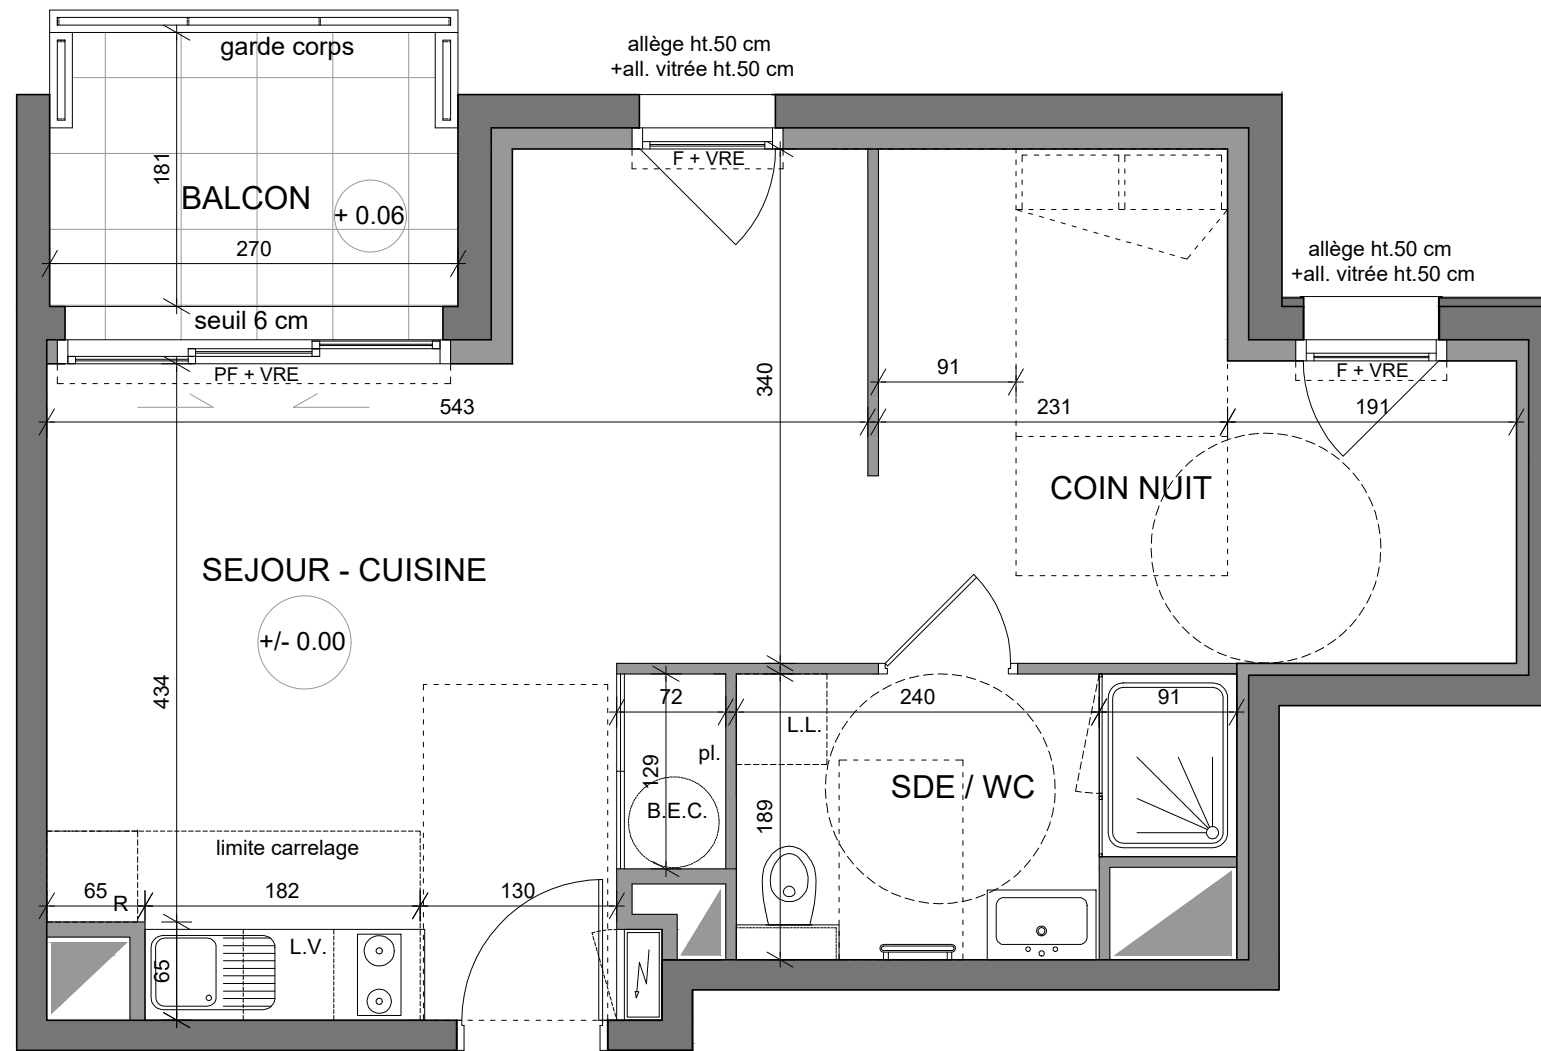 garde corps
allège ht.50 cm
+all. vitrée ht.50 cm
F + VRE
181
BALCON
+ 0.06
270
allège ht.50 cm
+all. vitrée ht.50 cm
seuil 6 cm
PF + VRE
F + VRE
340
91
543
231
191
COIN NUIT
SEJOUR - CUISINE
+/- 0.00
434
72
240
91
L.L.
pl.
129
SDE / WC
B.E.C.
189
limite carrelage
65
R
182
130
L.V.
65